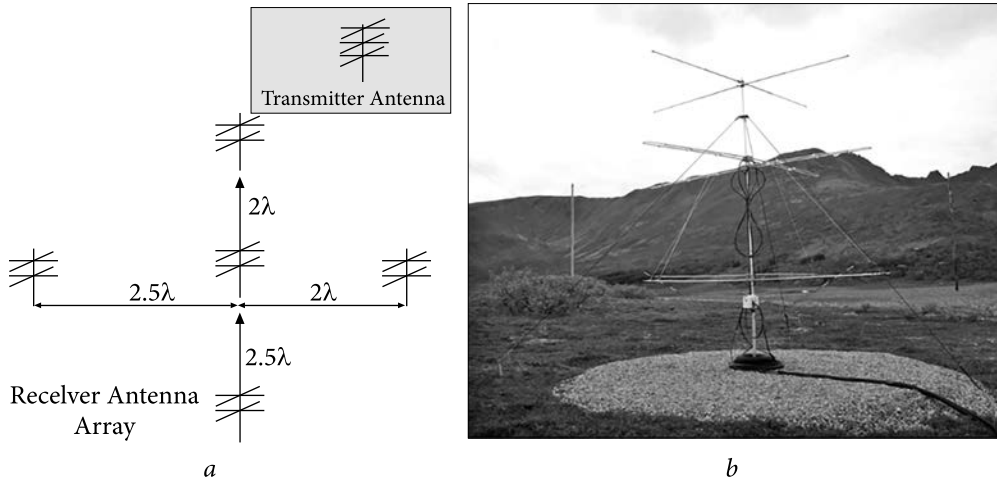 Transmitter Antenna
2λ
2.5λ
2λ
2.5λ
Recelver Antenna
Array
a
b